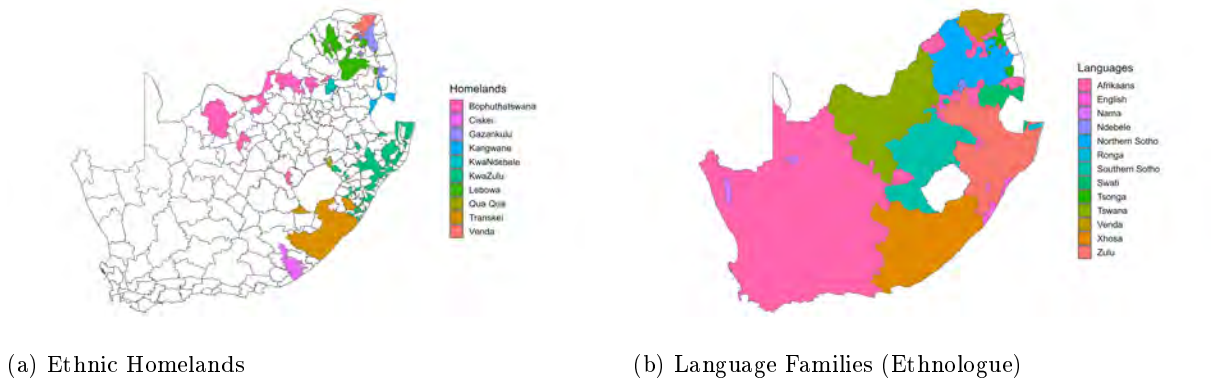 Homelands
Bophuthatswana
Ciskei
Gazankulu
Kangwane
KwaNdebele
KwaZulu
Lebowa
Qua Qua
Transkei
Venda
Languages
Afrikaans
English
Nama
Ndebele
Northern Sotho
Ronga
Southern Sotho
Swati
Tsonga
Tswana
Venda
Xhosa
Zulu
(a) Ethnic Homelands
(b) Language Families (Ethnologue)